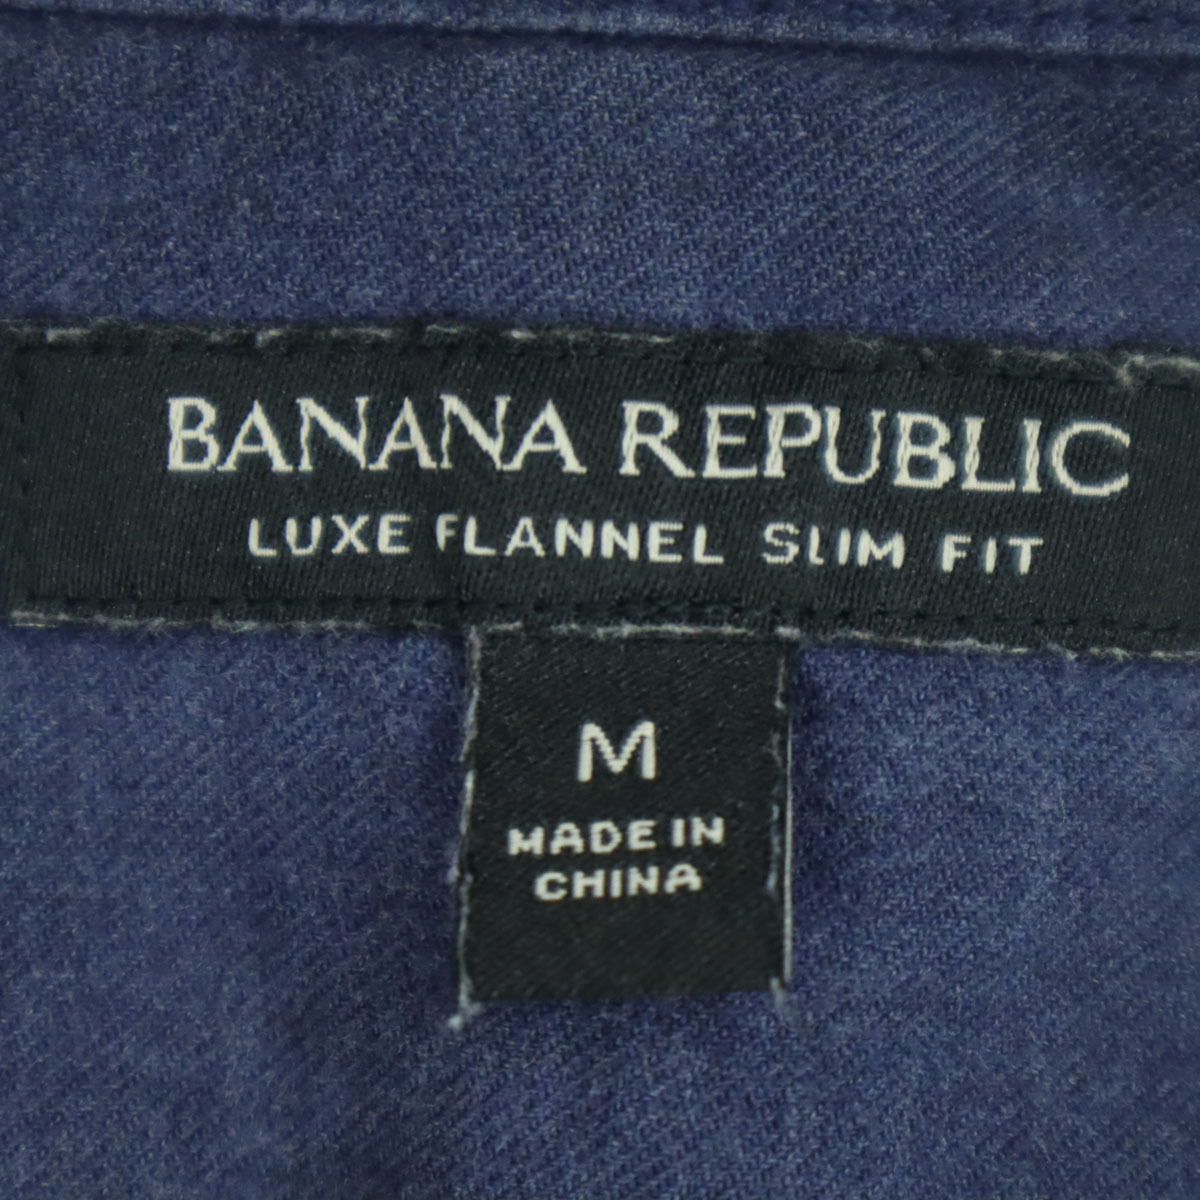 BANANA REPUBLIC
LUXE FLANNEL SLIM FIT
M
MADE IN
CHINA